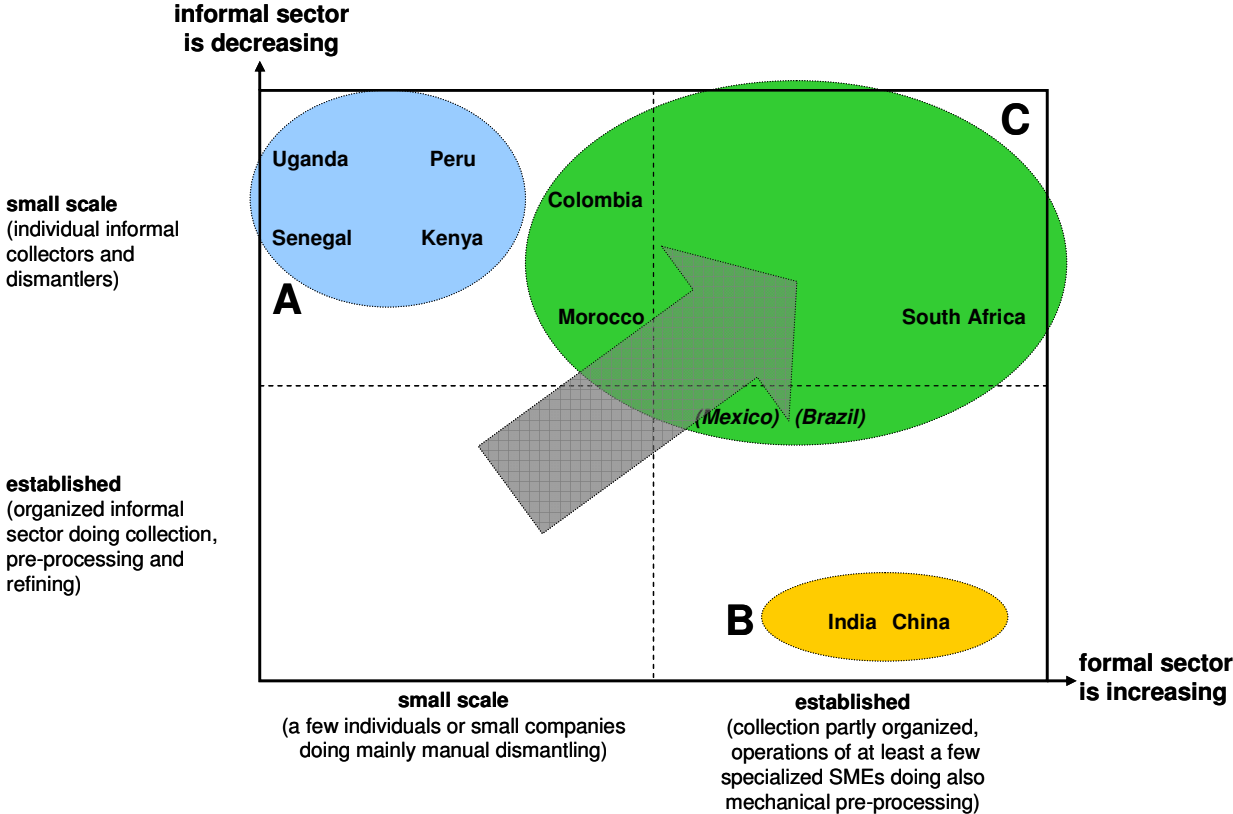 informal sector
is decreasing
C
Uganda
Peru
Colombia
small scale
(individual informal
collectors and
dismantlers)
Senegal
Kenya
A
Morocco
South Africa
(Mexico)
(Brazil)
established
(organized informal
sector doing collection,
pre-processing and
refining)
B
India
China
formal sector
is increasing
small scale
(a few individuals or small companies
doing mainly manual dismantling)
established
(collection partly organized,
operations of at least a few
specialized SMEs doing also
mechanical pre-processing)